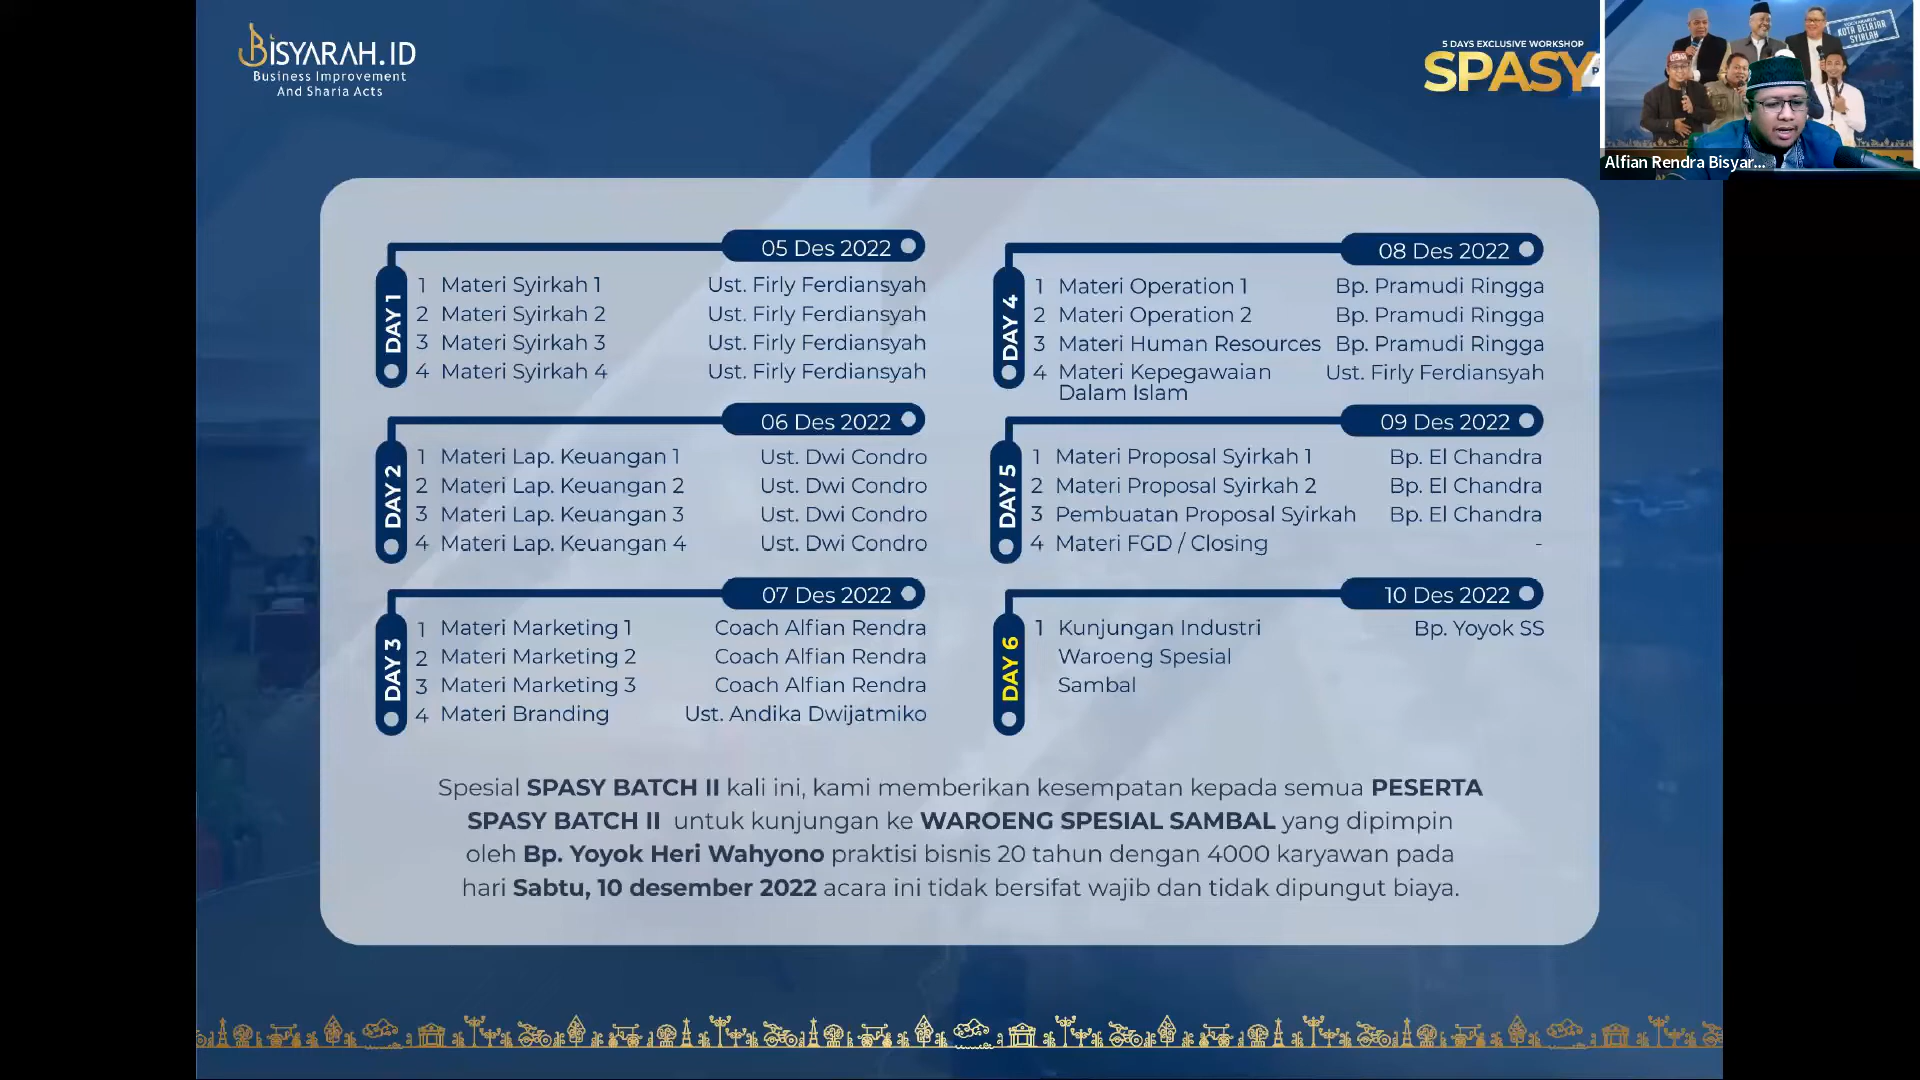 BISYARAH.ID
Business Improvement
And Sharia Acts
5 DAYS EXCLUSIVE WORKSHOP
SPASY
KOTA BELAJAR
SYIRKAH
Alfian Rendra Bisyar...
DAY 1
05 Des 2022
1 Materi Syirkah 1 Ust. Firly Ferdiansyah
2 Materi Syirkah 2 Ust. Firly Ferdiansyah
3 Materi Syirkah 3 Ust. Firly Ferdiansyah
4 Materi Syirkah 4 Ust. Firly Ferdiansyah
DAY 2
06 Des 2022
1 Materi Lap. Keuangan 1 Ust. Dwi Condro
2 Materi Lap. Keuangan 2 Ust. Dwi Condro
3 Materi Lap. Keuangan 3 Ust. Dwi Condro
4 Materi Lap. Keuangan 4 Ust. Dwi Condro
DAY 3
07 Des 2022
1 Materi Marketing 1 Coach Alfian Rendra
2 Materi Marketing 2 Coach Alfian Rendra
3 Materi Marketing 3 Coach Alfian Rendra
4 Materi Branding Ust. Andika Dwijatmiko
DAY 4
08 Des 2022
1 Materi Operation 1 Bp. Pramudi Ringga
2 Materi Operation 2 Bp. Pramudi Ringga
3 Materi Human Resources Bp. Pramudi Ringga
4 Materi Kepegawaian Ust. Firly Ferdiansyah
Dalam Islam
DAY 5
09 Des 2022
1 Materi Proposal Syirkah 1 Bp. El Chandra
2 Materi Proposal Syirkah 2 Bp. El Chandra
3 Pembuatan Proposal Syirkah Bp. El Chandra
4 Materi FGD / Closing -
DAY 6
10 Des 2022
1 Kunjungan Industri Bp. Yoyok SS
Waroeng Spesial
Sambal
Spesial SPASY BATCH II kali ini, kami memberikan kesempatan kepada semua PESERTA
SPASY BATCH II untuk kunjungan ke WAROENG SPESIAL SAMBAL yang dipimpin
oleh Bp. Yoyok Heri Wahyono praktisi bisnis 20 tahun dengan 4000 karyawan pada
hari Sabtu, 10 desember 2022 acara ini tidak bersifat wajib dan tidak dipungut biaya.